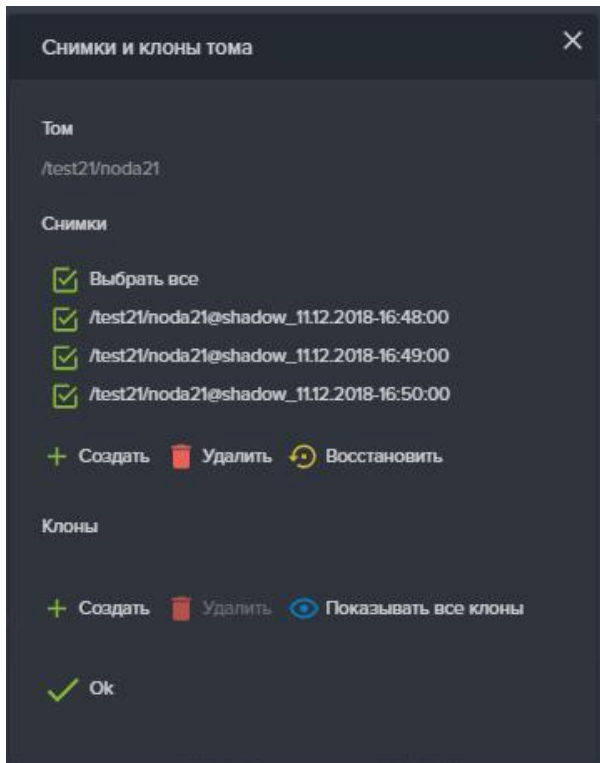 Снимки и клоны тома
Том
/test21/noda21
Снимки
Выбрать все
/test21/noda21@shadow_11.12.2018-16:48:00
/test21/noda21@shadow_11.12.2018-16:49:00
/test21/noda21@shadow_11.12.2018-16:50:00
Создать Удалить Восстановить
Клоны
Создать Удалить Показывать все клоны
Ok